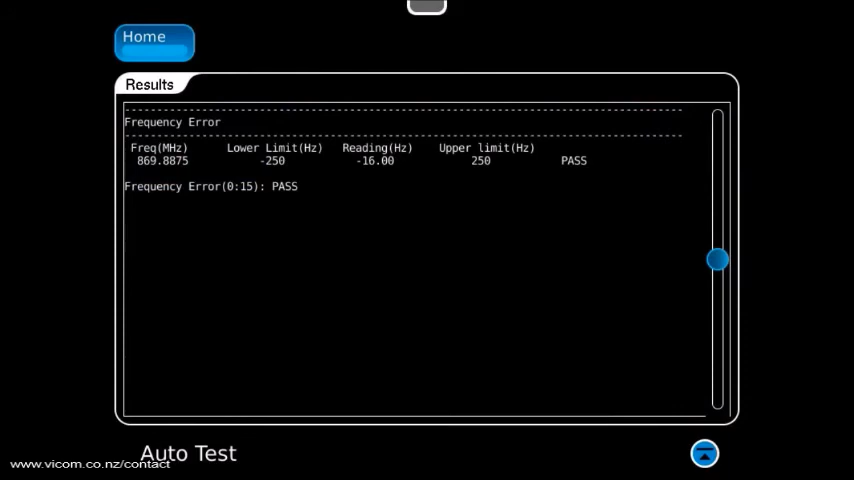 Home
Results
Frequency Error
Freq(MHz) Lower Limit(Hz) Reading(Hz) Upper limit(Hz)
869.8875 -250 -16.00 250 PASS
Frequency Error(0:15): PASS
Auto Test
www.vicom.co.nz/contact